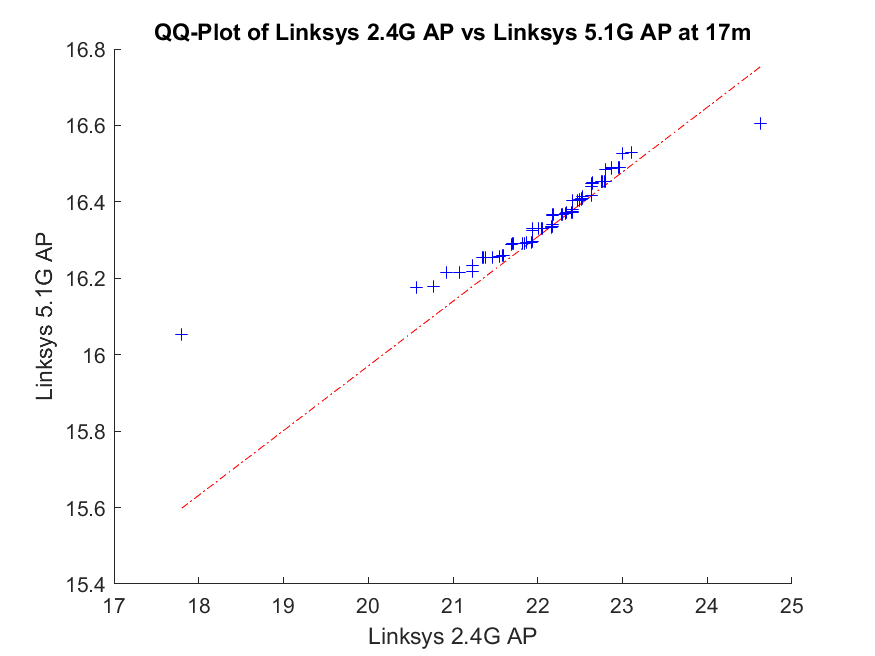 QQ-Plot of Linksys 2.4G AP vs Linksys 5.1G AP at 17m
16.8
16.6
16.4
16.2
16
15.8
15.6
15.4
Linksys 5.1G AP
17 18 19 20 21 22 23 24 25
Linksys 2.4G AP